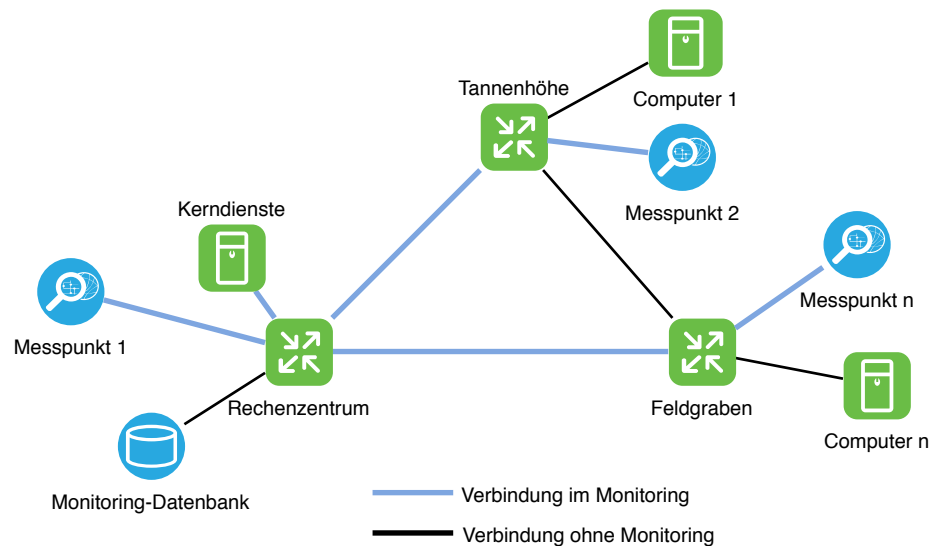 Tannenhöhe
Computer 1
Kerndienste
Messpunkt 2
Messpunkt n
Messpunkt 1
Rechenzentrum
Feldgraben
Computer n
Monitoring-Datenbank
Verbindung im Monitoring
Verbindung ohne Monitoring